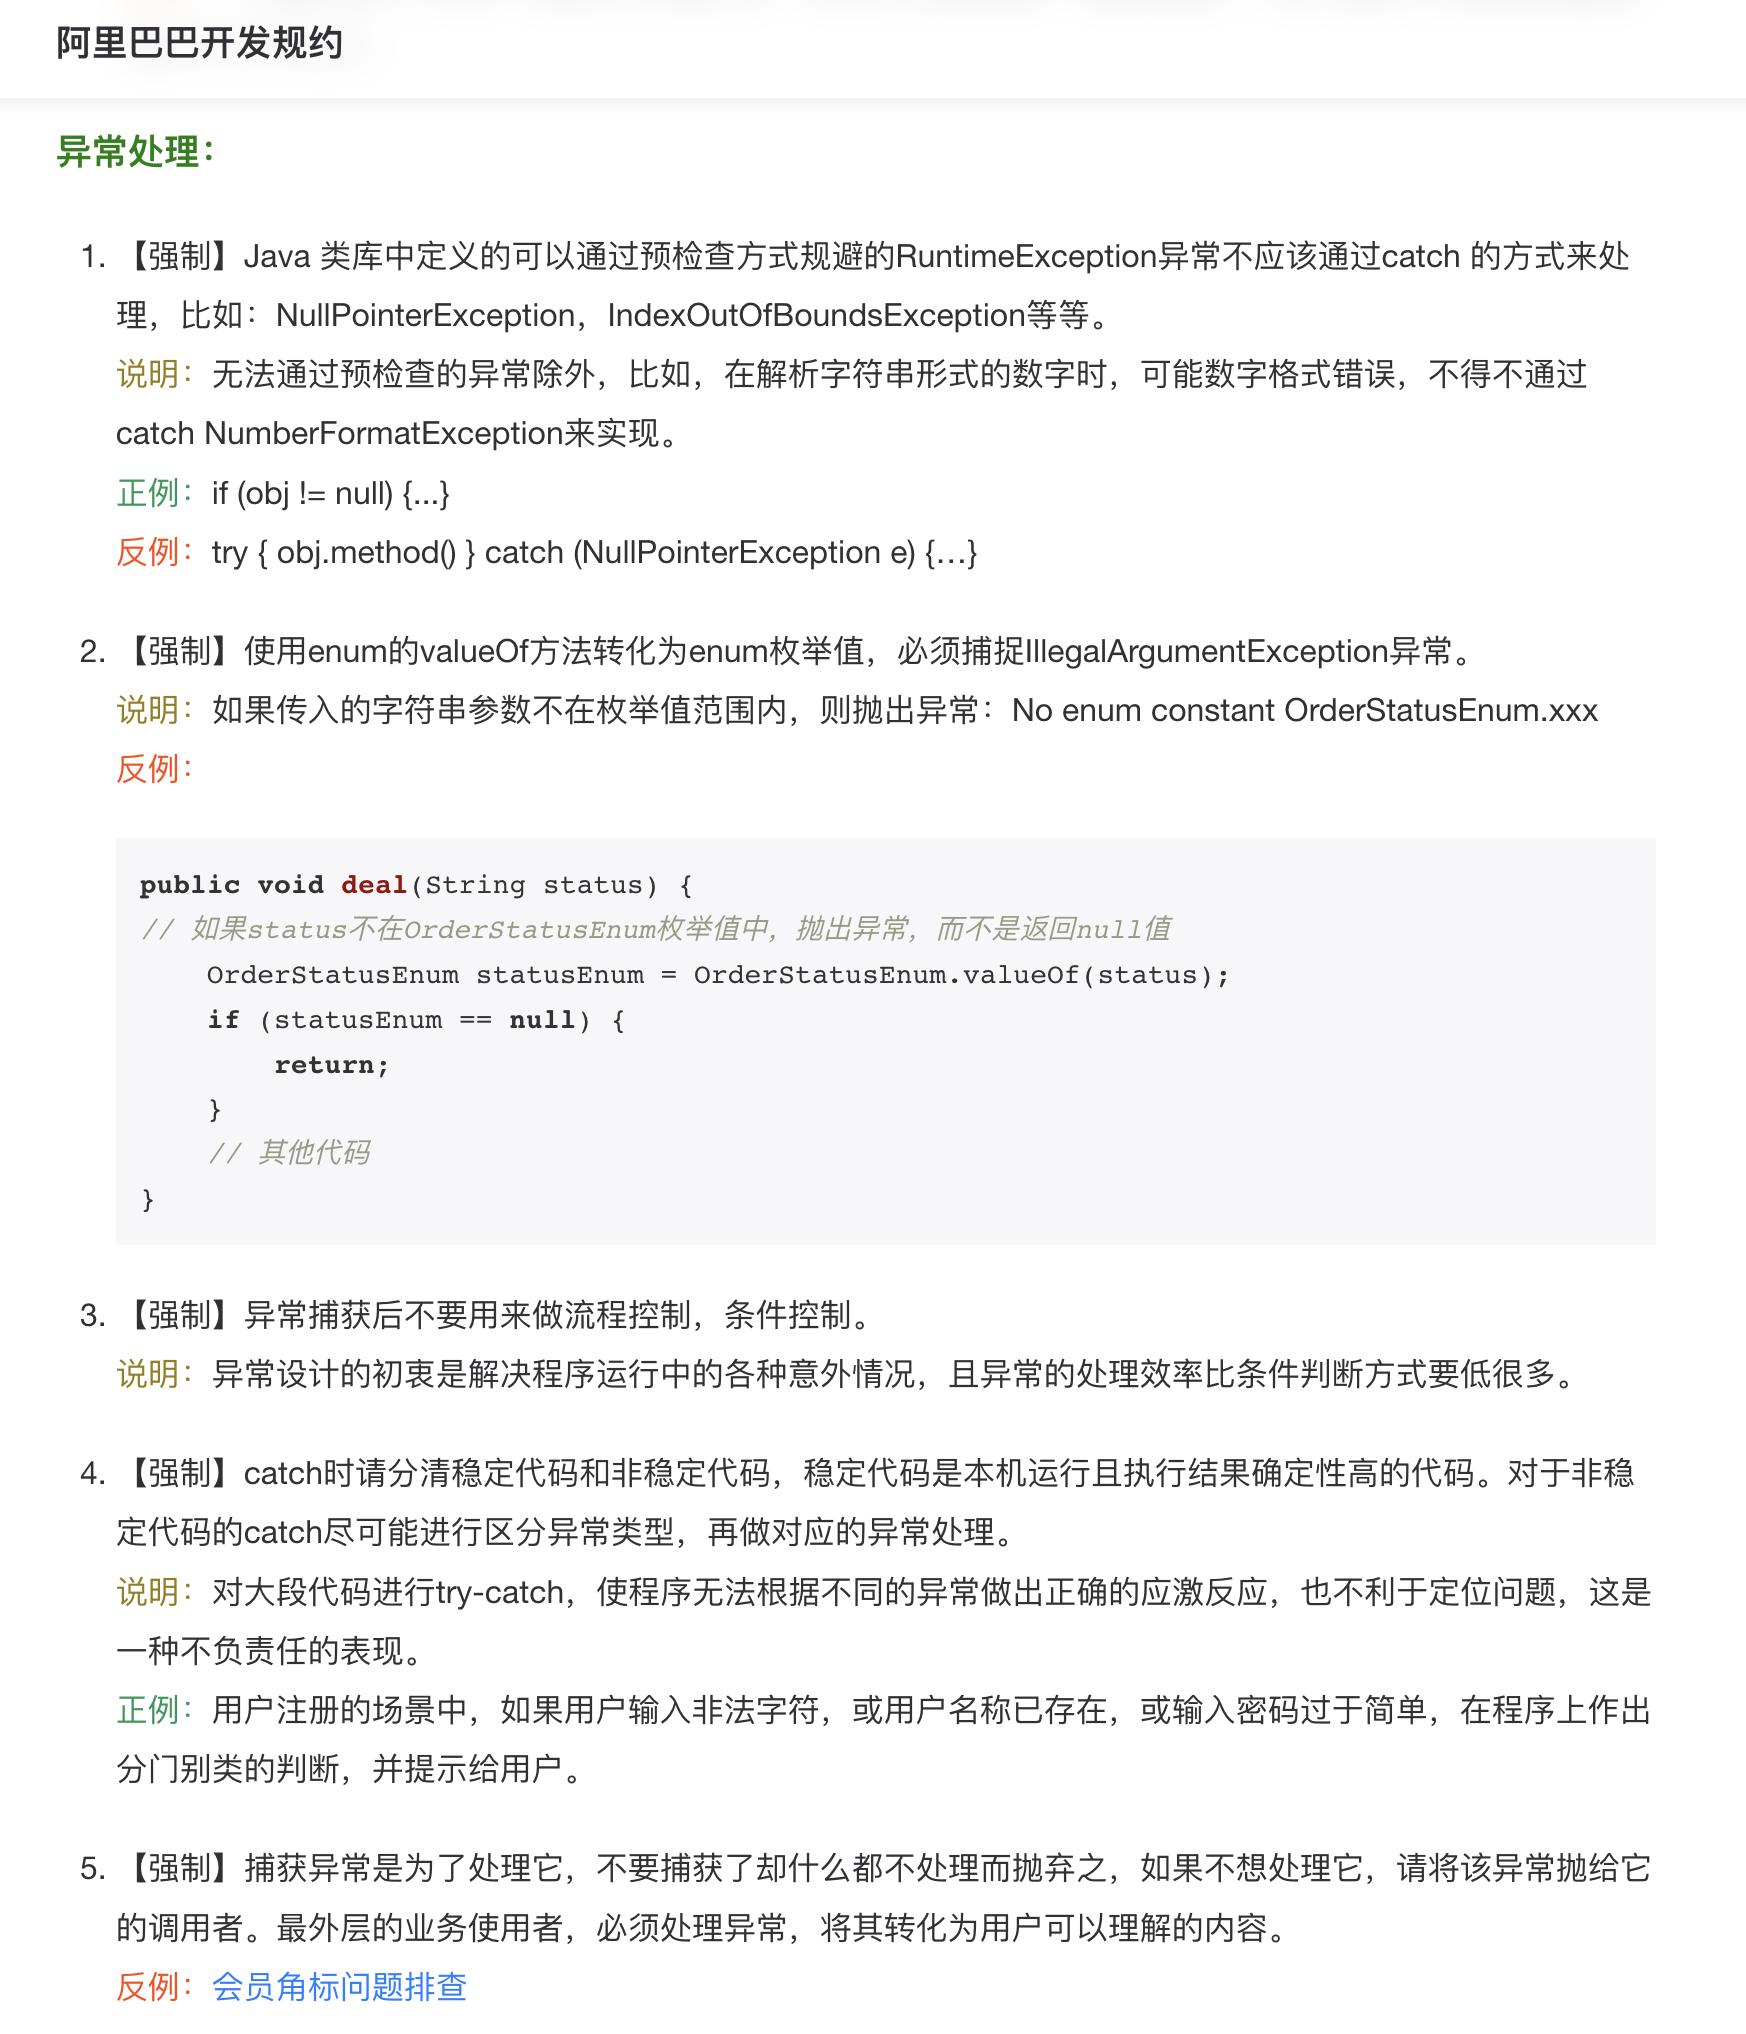 阿里巴巴开发规约
异常处理：
1. 【强制】Java 类库中定义的可以通过预检查方式规避的RuntimeException异常不应该通过catch 的方式来处
理，比如：NullPointerException，IndexOutOfBoundsException等等。
说明：无法通过预检查的异常除外，比如，在解析字符串形式的数字时，可能数字格式错误，不得不通过
catch NumberFormatException来实现。
正例：if (obj != null) {...}
反例：try { obj.method() } catch (NullPointerException e) {…}
2. 【强制】使用enum的valueOf方法转化为enum枚举值，必须捕捉IllegalArgumentException异常。
说明：如果传入的字符串参数不在枚举值范围内，则抛出异常：No enum constant OrderStatusEnum.xxx
反例：
public void deal(String status) {
// 如果status不在OrderStatusEnum枚举值中，抛出异常，而不是返回null值
    OrderStatusEnum statusEnum = OrderStatusEnum.valueOf(status);
    if (statusEnum == null) {
        return;
    }
    // 其他代码
}
3. 【强制】异常捕获后不要用来做流程控制，条件控制。
说明：异常设计的初衷是解决程序运行中的各种意外情况，且异常的处理效率比条件判断方式要低很多。
4. 【强制】catch时请分清稳定代码和非稳定代码，稳定代码是本机运行且执行结果确定性高的代码。对于非稳
定代码的catch尽可能进行区分异常类型，再做对应的异常处理。
说明：对大段代码进行try-catch，使程序无法根据不同的异常做出正确的应激反应，也不利于定位问题，这是
一种不负责任的表现。
正例：用户注册的场景中，如果用户输入非法字符，或用户名称已存在，或输入密码过于简单，在程序上作出
分门别类的判断，并提示给用户。
5. 【强制】捕获异常是为了处理它，不要捕获了却什么都不处理而抛弃之，如果不想处理它，请将该异常抛给它
的调用者。最外层的业务使用者，必须处理异常，将其转化为用户可以理解的内容。
反例：会员角标问题排查